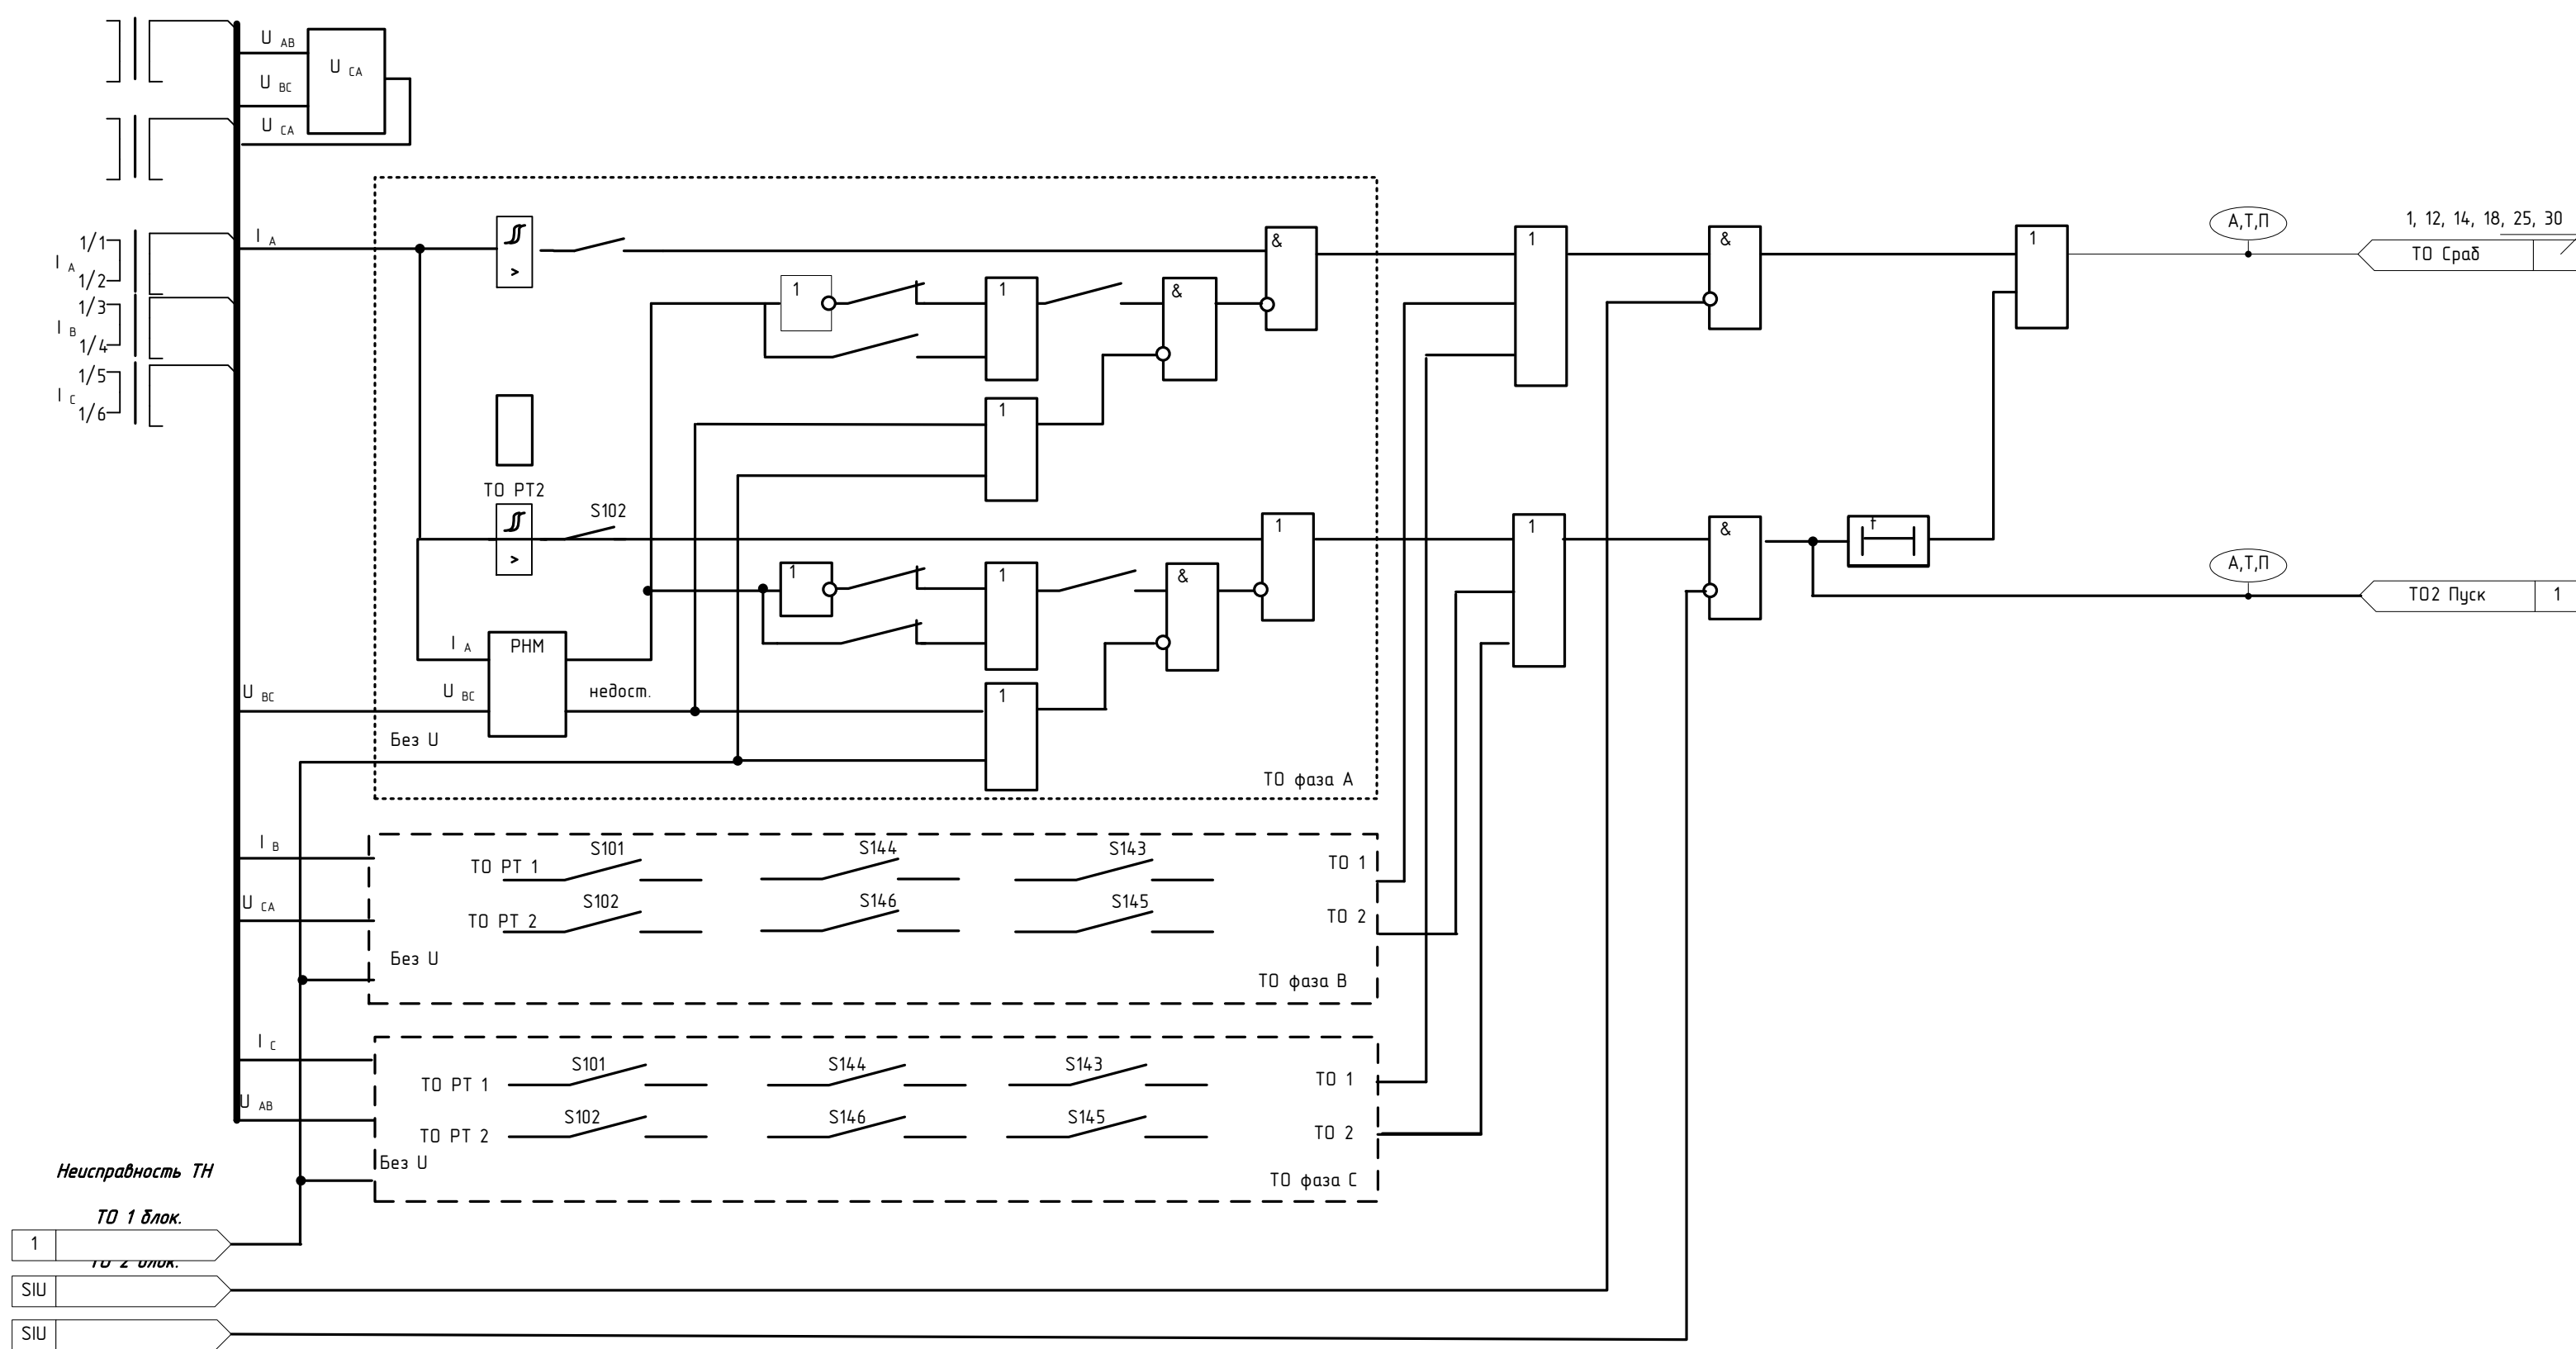 U AB
U CA
U BC
U CA
I A
1/1
I A
1/2
1/3
I B
1/4
1/5
I C
1/6
>
&
1
1
&
1
1
&
1
А,Т,П
1, 12, 14, 18, 25, 30
ТО Сраб
ТО РТ2
S102
>
1
1
&
t
1
1
&
А,Т,П
ТО2 Пуск
1
I A
РНМ
U BC
U BC
недост.
1
Без U
ТО фаза А
I B
ТО РТ 1
S101
S144
S143
ТО 1
U CA
ТО РТ 2
S102
S146
S145
ТО 2
Без U
ТО фаза В
I C
ТО РТ 1
S101
S144
S143
ТО 1
U AB
ТО РТ 2
S102
S146
S145
ТО 2
Без U
ТО фаза С
Неисправность ТН
ТО 1 блок.
1
ТО 2 блок.
SIU
SIU